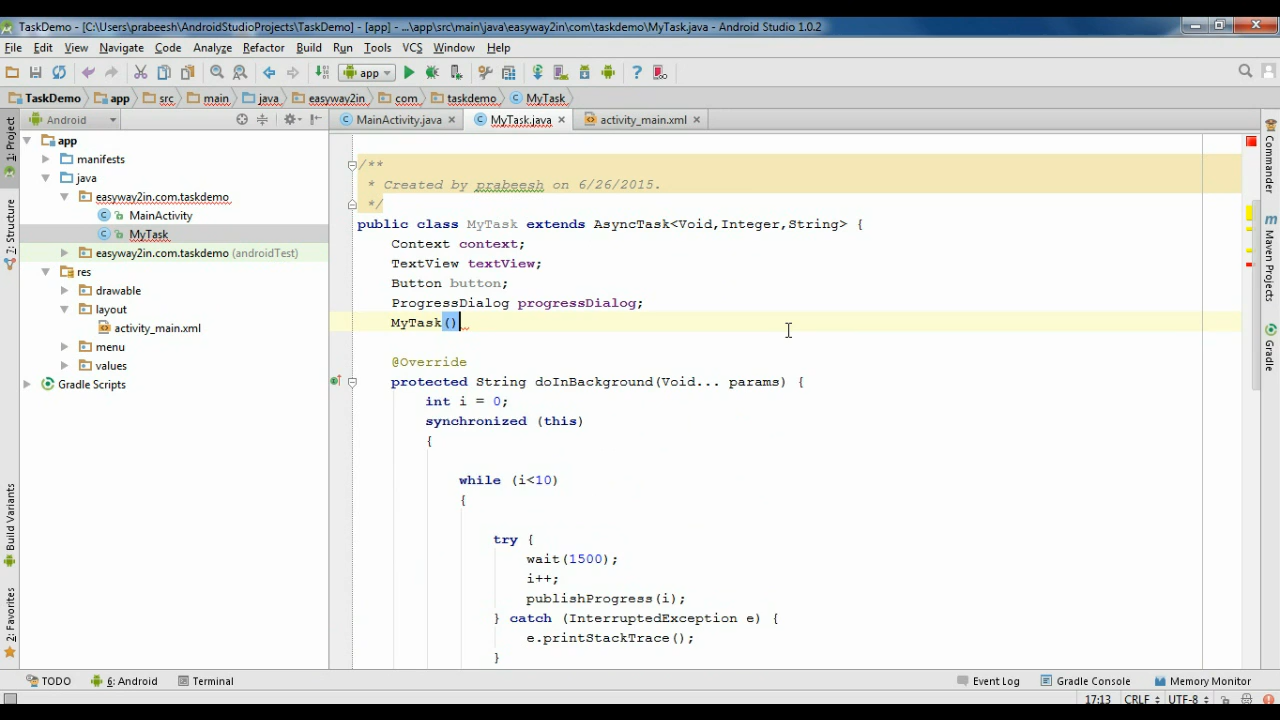 TaskDemo - [C:\Users\prabeesh\AndroidStudioProjects\TaskDemo] - [app] - ...\app\src\main\java\easyway2in\com\taskdemo\MyTask.java - Android Studio 1.0.2
File Edit View Navigate Code Analyze Refactor Build Run Tools VCS Window Help
app
TaskDemo app src main java easyway2in com taskdemo MyTask
Android
MainActivity.java MyTask.java activity_main.xml
1: Project
Structure
Build Variants
2: Favorites
app
manifests
java
easyway2in.com.taskdemo
MainActivity
MyTask
easyway2in.com.taskdemo (androidTest)
res
drawable
layout
activity_main.xml
menu
values
Gradle Scripts
/**
* Created by prabeesh on 6/26/2015.
*/
public class MyTask extends AsyncTask<Void,Integer,String> {
Context context;
TextView textView;
Button button;
ProgressDialog progressDialog;
MyTask()
@Override
protected String doInBackground(Void... params) {
int i = 0;
synchronized (this)
{
while (i<10)
{
try {
wait(1500);
i++;
publishProgress(i);
} catch (InterruptedException e) {
e.printStackTrace();
}
Commander
Maven Projects
Gradle
TODO 6: Android Terminal Event Log Gradle Console Memory Monitor
17:13 CRLF UTF-8